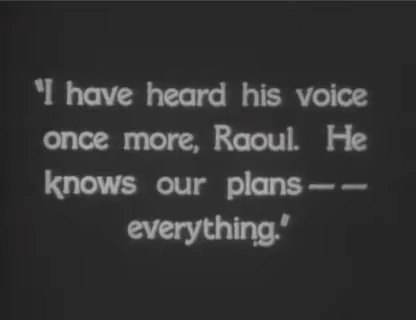 "I have heard his voice
once more, Raoul. He
knows our plans — —
everything."